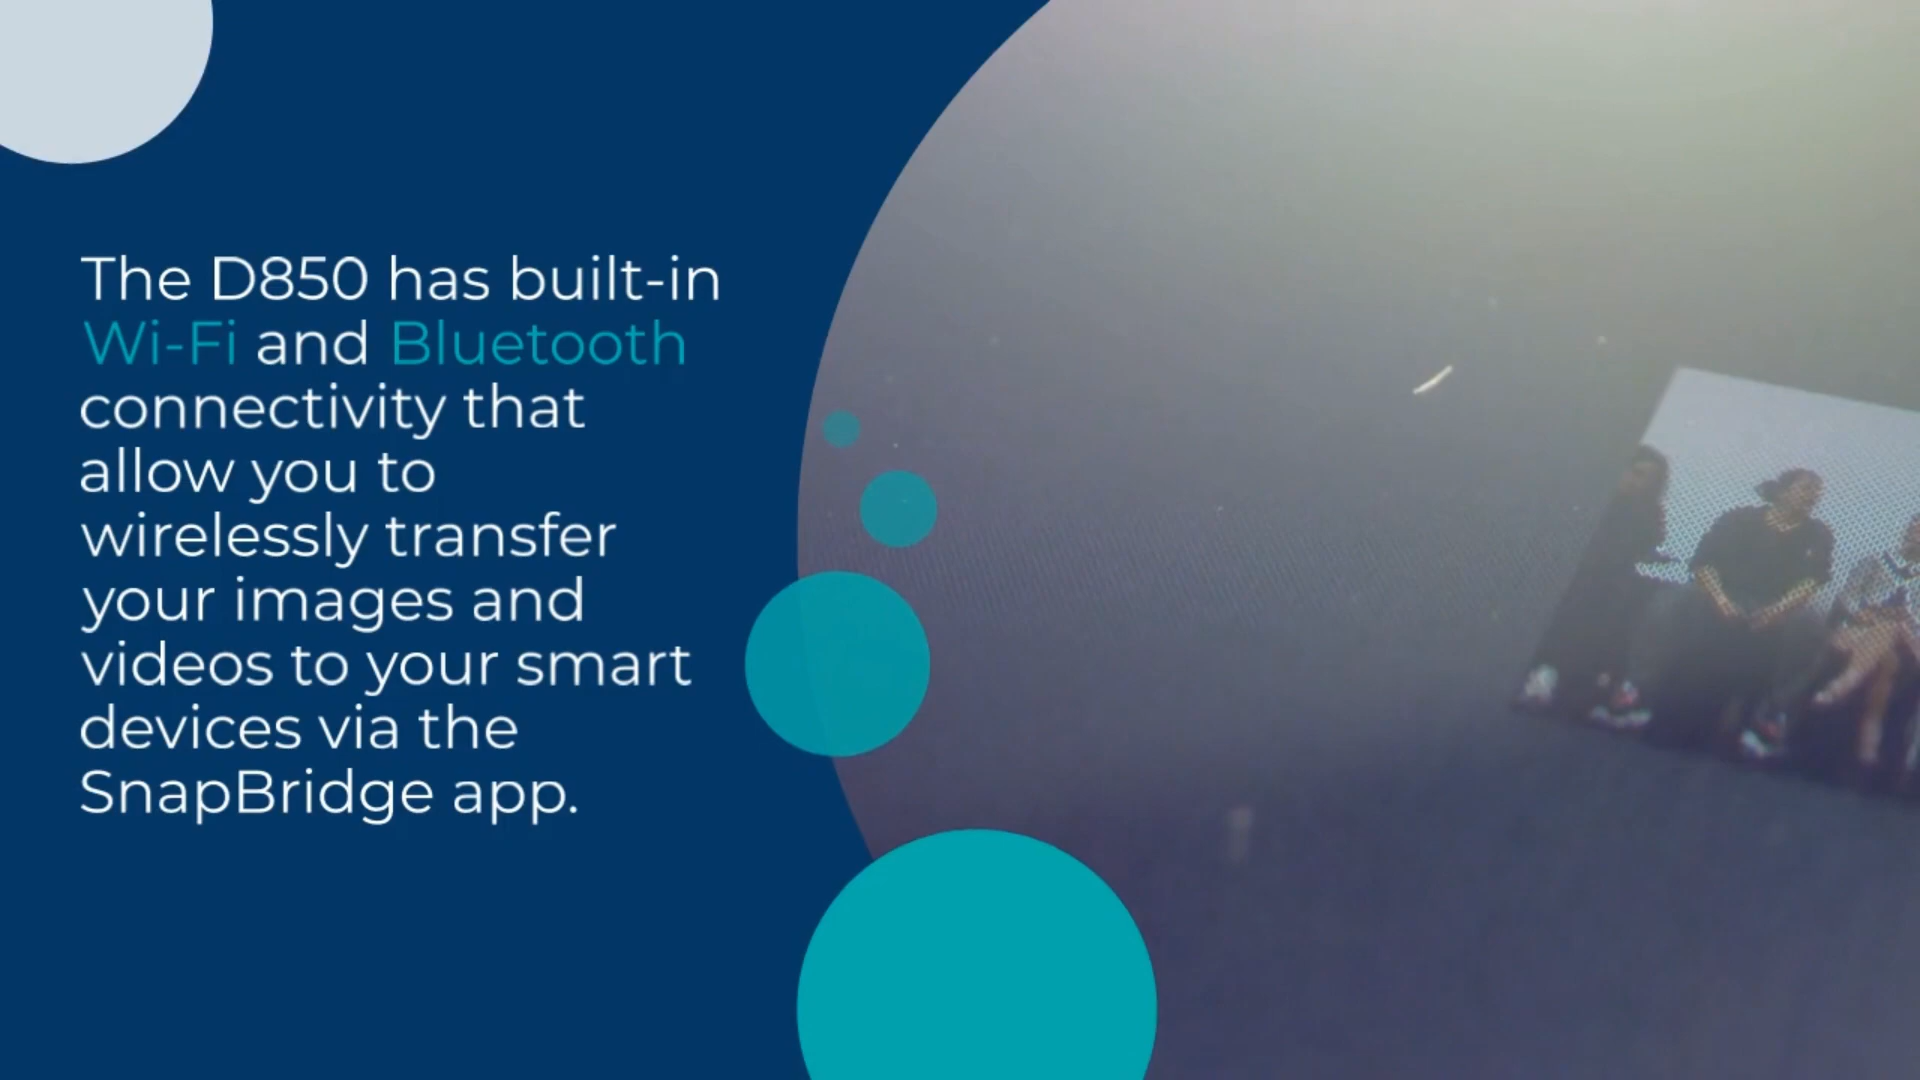 The D850 has built-in
Wi-Fi and Bluetooth
connectivity that
allow you to
wirelessly transfer
your images and
videos to your smart
devices via the
SnapBridge app.